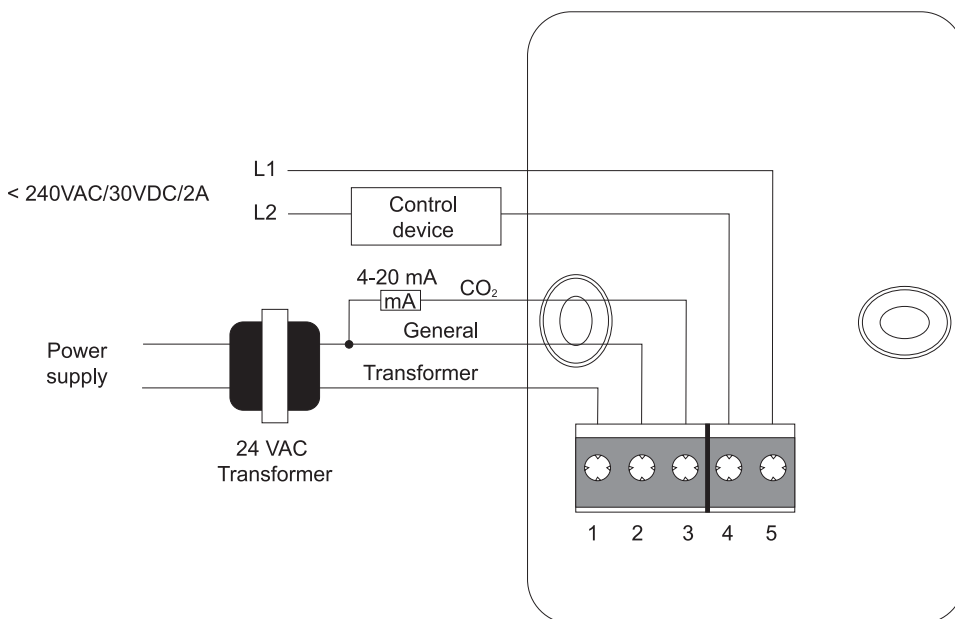 L1
< 240VAC/30VDC/2A
L2
Control
device
4-20 mA
mA
CO₂
General
Power
supply
Transformer
24 VAC
Transformer
1 2 3 4 5